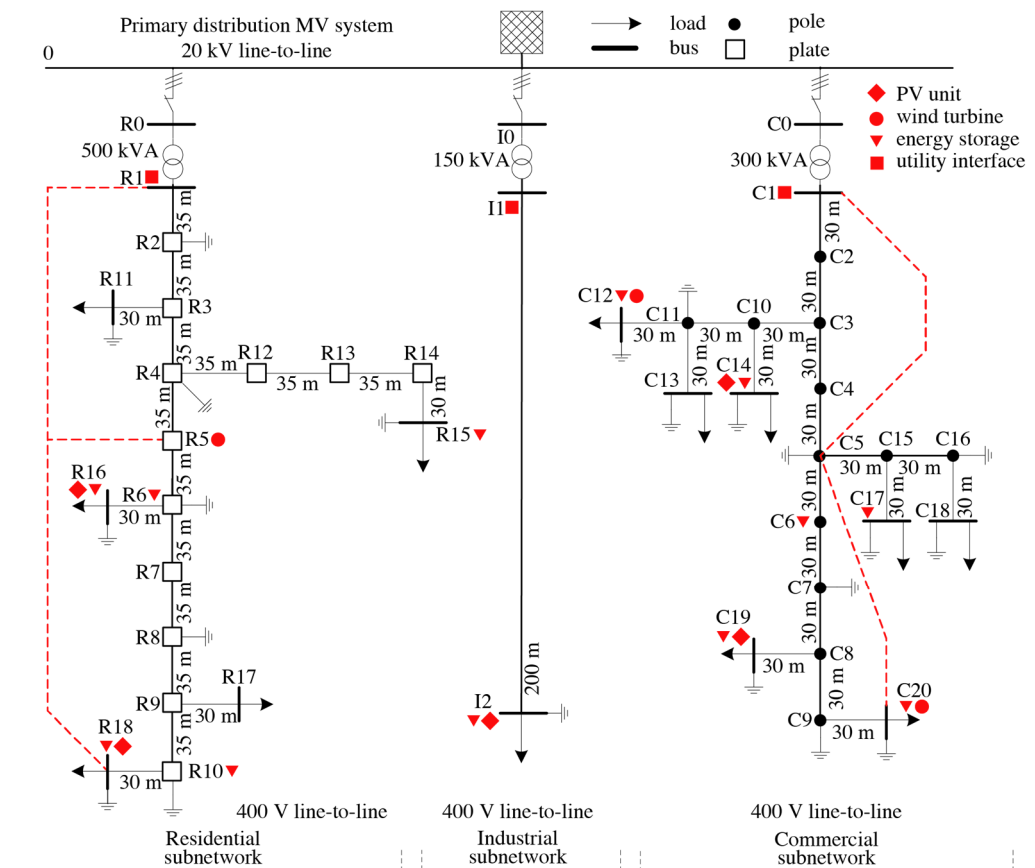 Primary distribution MV system
0
20 kV line-to-line
load
pole
bus
plate
PV unit
wind turbine
energy storage
utility interface
R0
500 kVA
R1
35 m
R2
35 m
R11
R3
30 m
35 m
R4
35 m
R12
35 m
R13
35 m
R14
30 m
R15
35 m
R5
35 m
R16
R6
30 m
35 m
R7
35 m
R8
35 m
R17
R9
30 m
35 m
R18
R10
30 m
400 V line-to-line
Residential
subnetwork
I0
150 kVA
I1
200 m
I2
400 V line-to-line
Industrial
subnetwork
C0
300 kVA
C1
30 m
C2
30 m
C12
C11
C10
C3
30 m
30 m
30 m
30 m
30 m
C13
C14
30 m
C4
30 m
C5
C15
C16
30 m
30 m
30 m
30 m
C17
C18
30 m
C6
30 m
C7
30 m
C19
C8
30 m
30 m
C20
C9
30 m
400 V line-to-line
Commercial
subnetwork